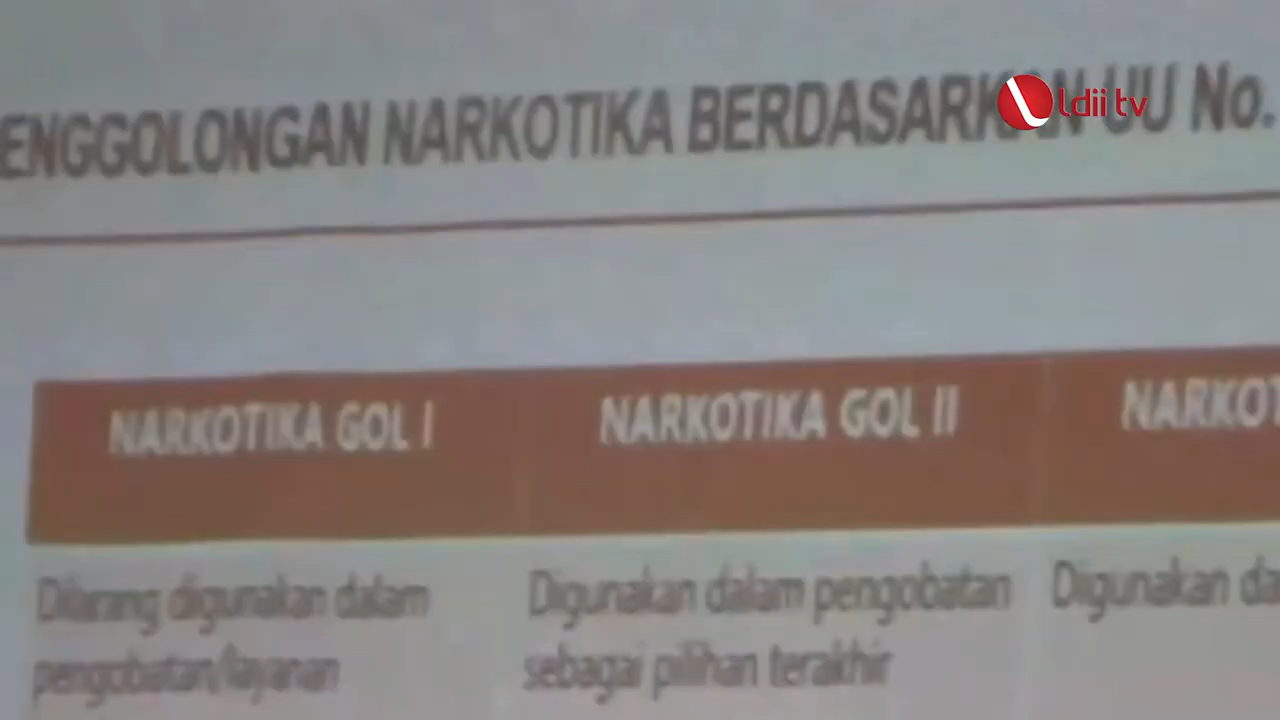 ENGGOLONGAN NARKOTIKA BERDASARKAN UU No.
ldii tv
NARKOTIKA GOL I
NARKOTIKA GOL II
NARKOT
Dilarang digunakan dalam
pengobatan/layanan
Digunakan dalam pengobatan
sebagai pilihan terakhir
Digunakan da